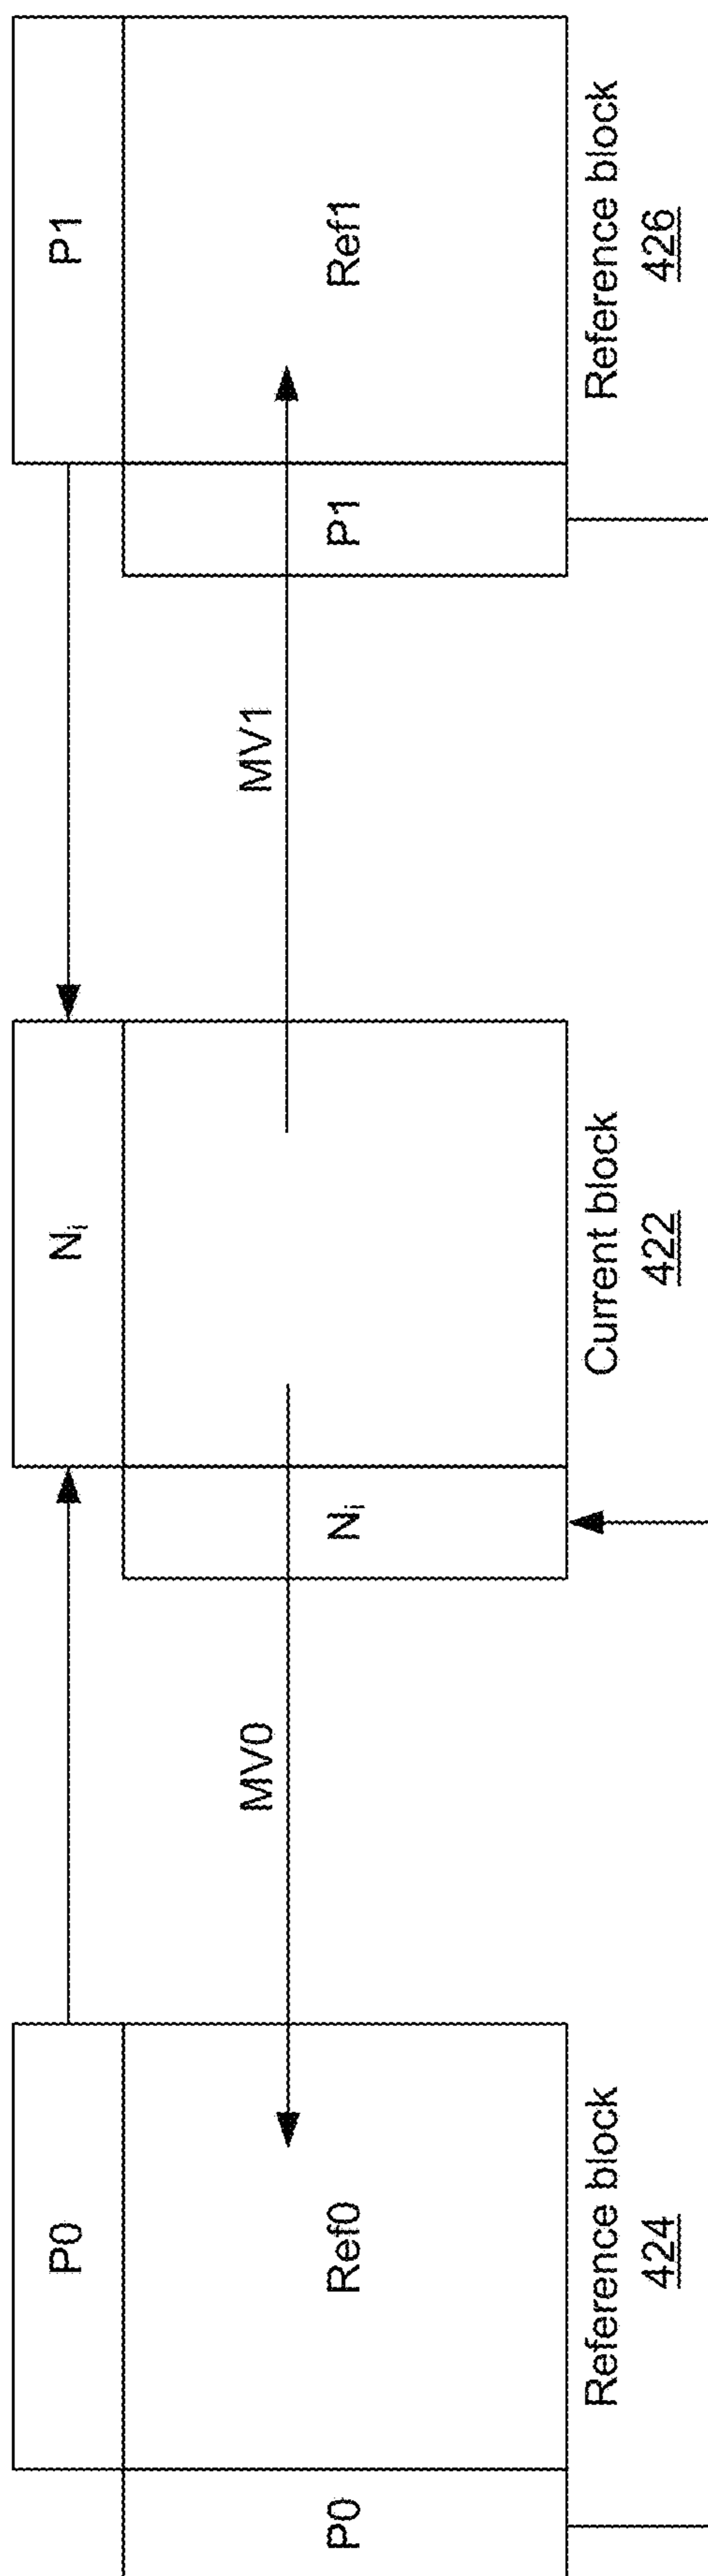 P0
Nᵢ
P1
MV0
MV1
P0
Ref0
Nᵢ
P1
Ref1
Reference block
424
Current block
422
Reference block
426